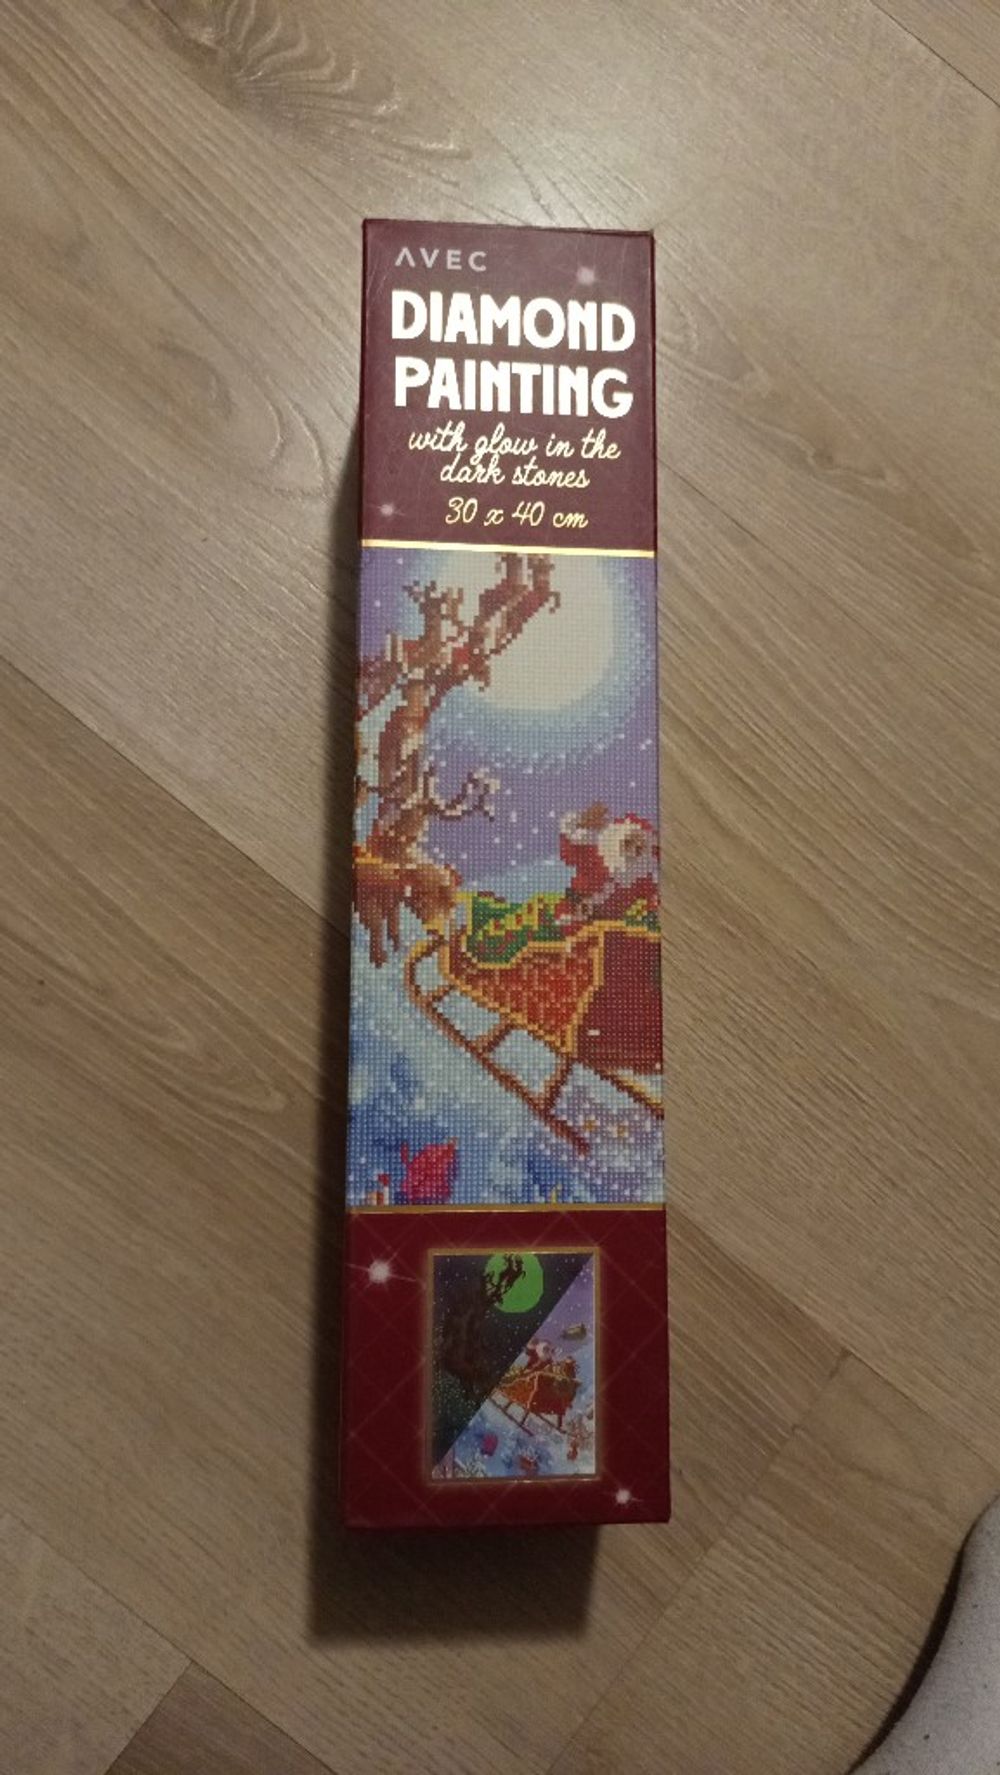 AVEC
DIAMOND
PAINTING
with glow in the
dark stones
30 x 40 cm